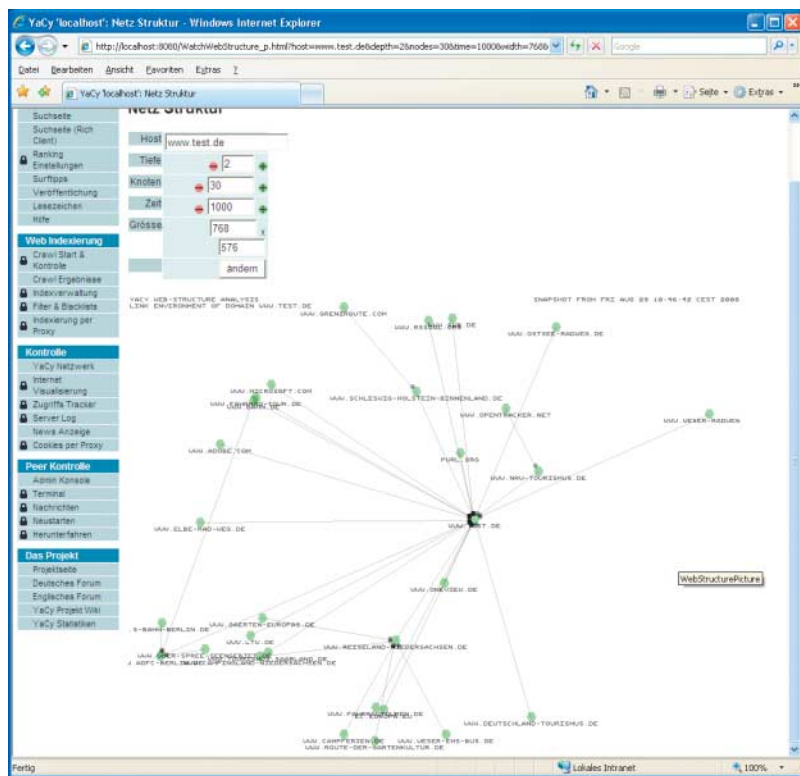 YaCy 'localhost': Netz Struktur - Windows Internet Explorer
http://localhost:8080/WatchWebStructure_p.html?host=www.test.de&depth=2&nodes=30&time=1000&width=768&
Google
Datei Bearbeiten Ansicht Favoriten Extras ?
YaCy 'localhost': Netz Struktur
Seite Extras
Netz Struktur
Suchseite
Suchseite (Rich Client)
Ranking Einstellungen
Surftipps
Veröffentlichung
Lesezeichen
Hilfe
Web Indexierung
Crawl Start & Kontrolle
Crawl Ergebnisse
Indexverwaltung
Filter & Blacklists
Indexierung per Proxy
Kontrolle
YaCy Netzwerk
Internet Visualisierung
Zugriffs Tracker
Server Log
News Anzeige
Cookies per Proxy
Peer Kontrolle
Admin Konsole
Terminal
Nachrichten
Neustarten
Herunterfahren
Das Projekt
Projektseite
Deutsches Forum
Englisches Forum
YaCy Projekt Wiki
YaCy Statistiken
Host www.test.de
Tiefe 2
Knoten 30
Zeit 1000
Grösse 768 x
576
ändern
YACY WEB-STRUCTURE ANALYSIS
LINK ENVIRONMENT OF DOMAIN WWW.TEST.DE
SNAPSHOT FROM FRI AUG
CEST
WWW.OSTSEE-RADWEG.DE
WWW.MICROSOFT.COM
WWW.SCHLESWIG-HOLSTEIN-BINNENLAND.DE
WWW.OPENTRACKER.NET
WWW.ADOBE.COM
PURL.ORG
WWW.NRW-TOURISMUS.DE
WWW.ELBE-RAD-WEG.DE
WWW.TEST.DE
WebStructurePicture
WWW.ONEVIEW.DE
WWW.GAERTEN-EUROPAS.DE
S-BAHN-BERLIN.DE
WWW.REISELAND-NIEDERSACHSEN.DE
WWW.DEUTSCHLAND-TOURISMUS.DE
WWW.CAMPFERIEN.DE
WWW.WESER-EMS-BUS.DE
WWW.ROUTE-DER-GARTENKULTUR.DE
Fertig
Lokales Intranet
100%